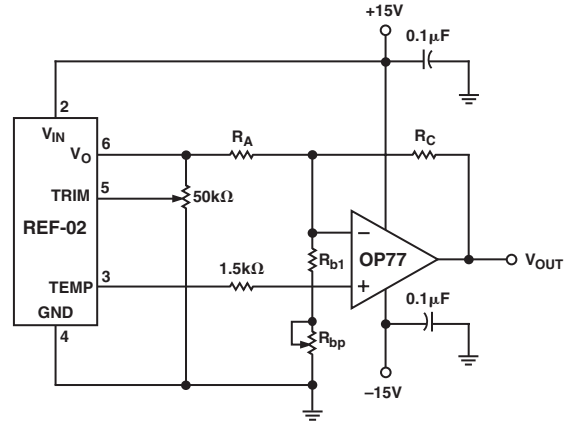 +15V
0.1µF
2
VIN
VO
6
RA
RC
TRIM
5
50kΩ
REF-02
–
OP77
VOUT
Rb1
1.5kΩ
TEMP
3
+
0.1µF
GND
4
Rbp
–15V